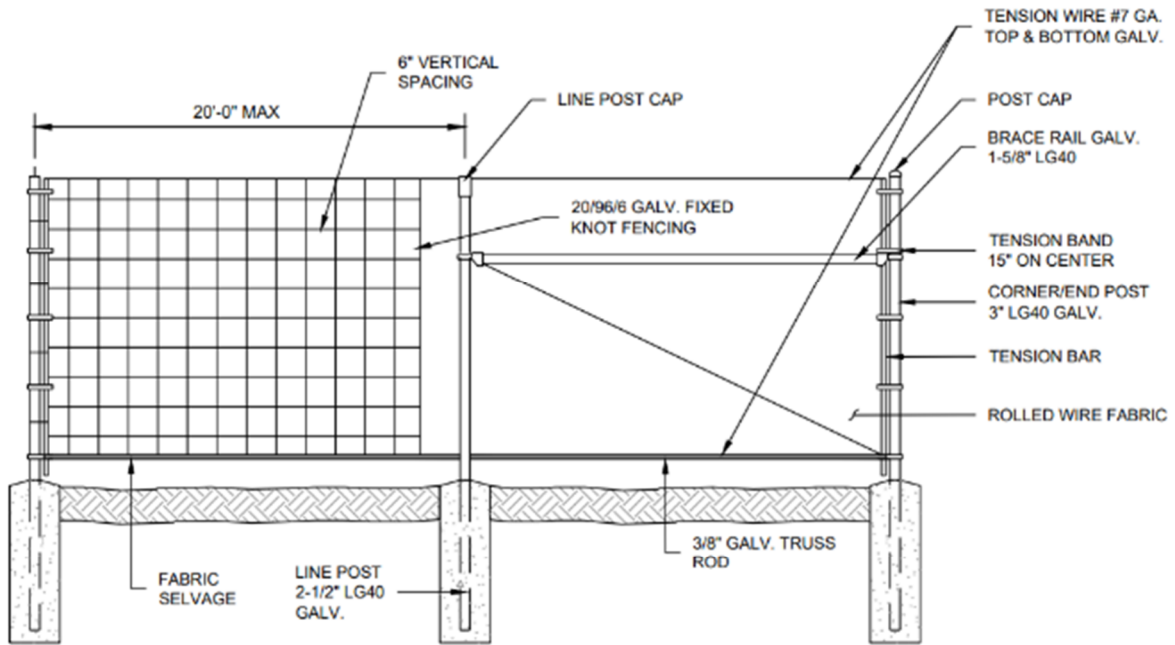 TENSION WIRE #7 GA.
TOP & BOTTOM GALV.
6" VERTICAL
SPACING
20'-0" MAX
LINE POST CAP
POST CAP
BRACE RAIL GALV.
1-5/8" LG40
20/96/6 GALV. FIXED
KNOT FENCING
TENSION BAND
15" ON CENTER
CORNER/END POST
3" LG40 GALV.
TENSION BAR
ROLLED WIRE FABRIC
3/8" GALV. TRUSS
ROD
FABRIC
SELVAGE
LINE POST
2-1/2" LG40
GALV.